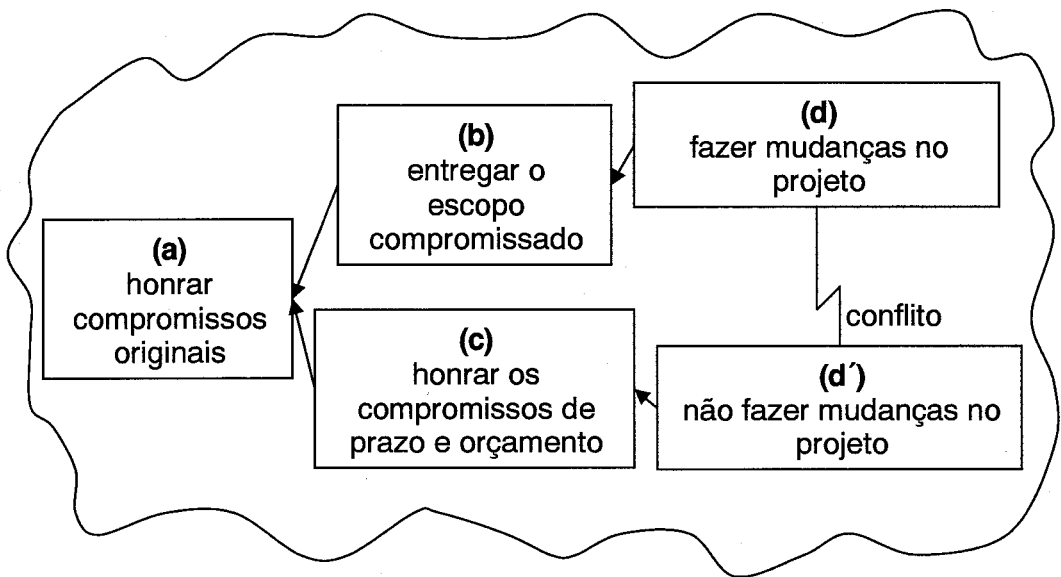 (a)
honrar
compromissos
originais
(b)
entregar o
escopo
compromissado
(c)
honrar os
compromissos de
prazo e orçamento
(d)
fazer mudanças no
projeto
conflito
(d´)
não fazer mudanças no
projeto